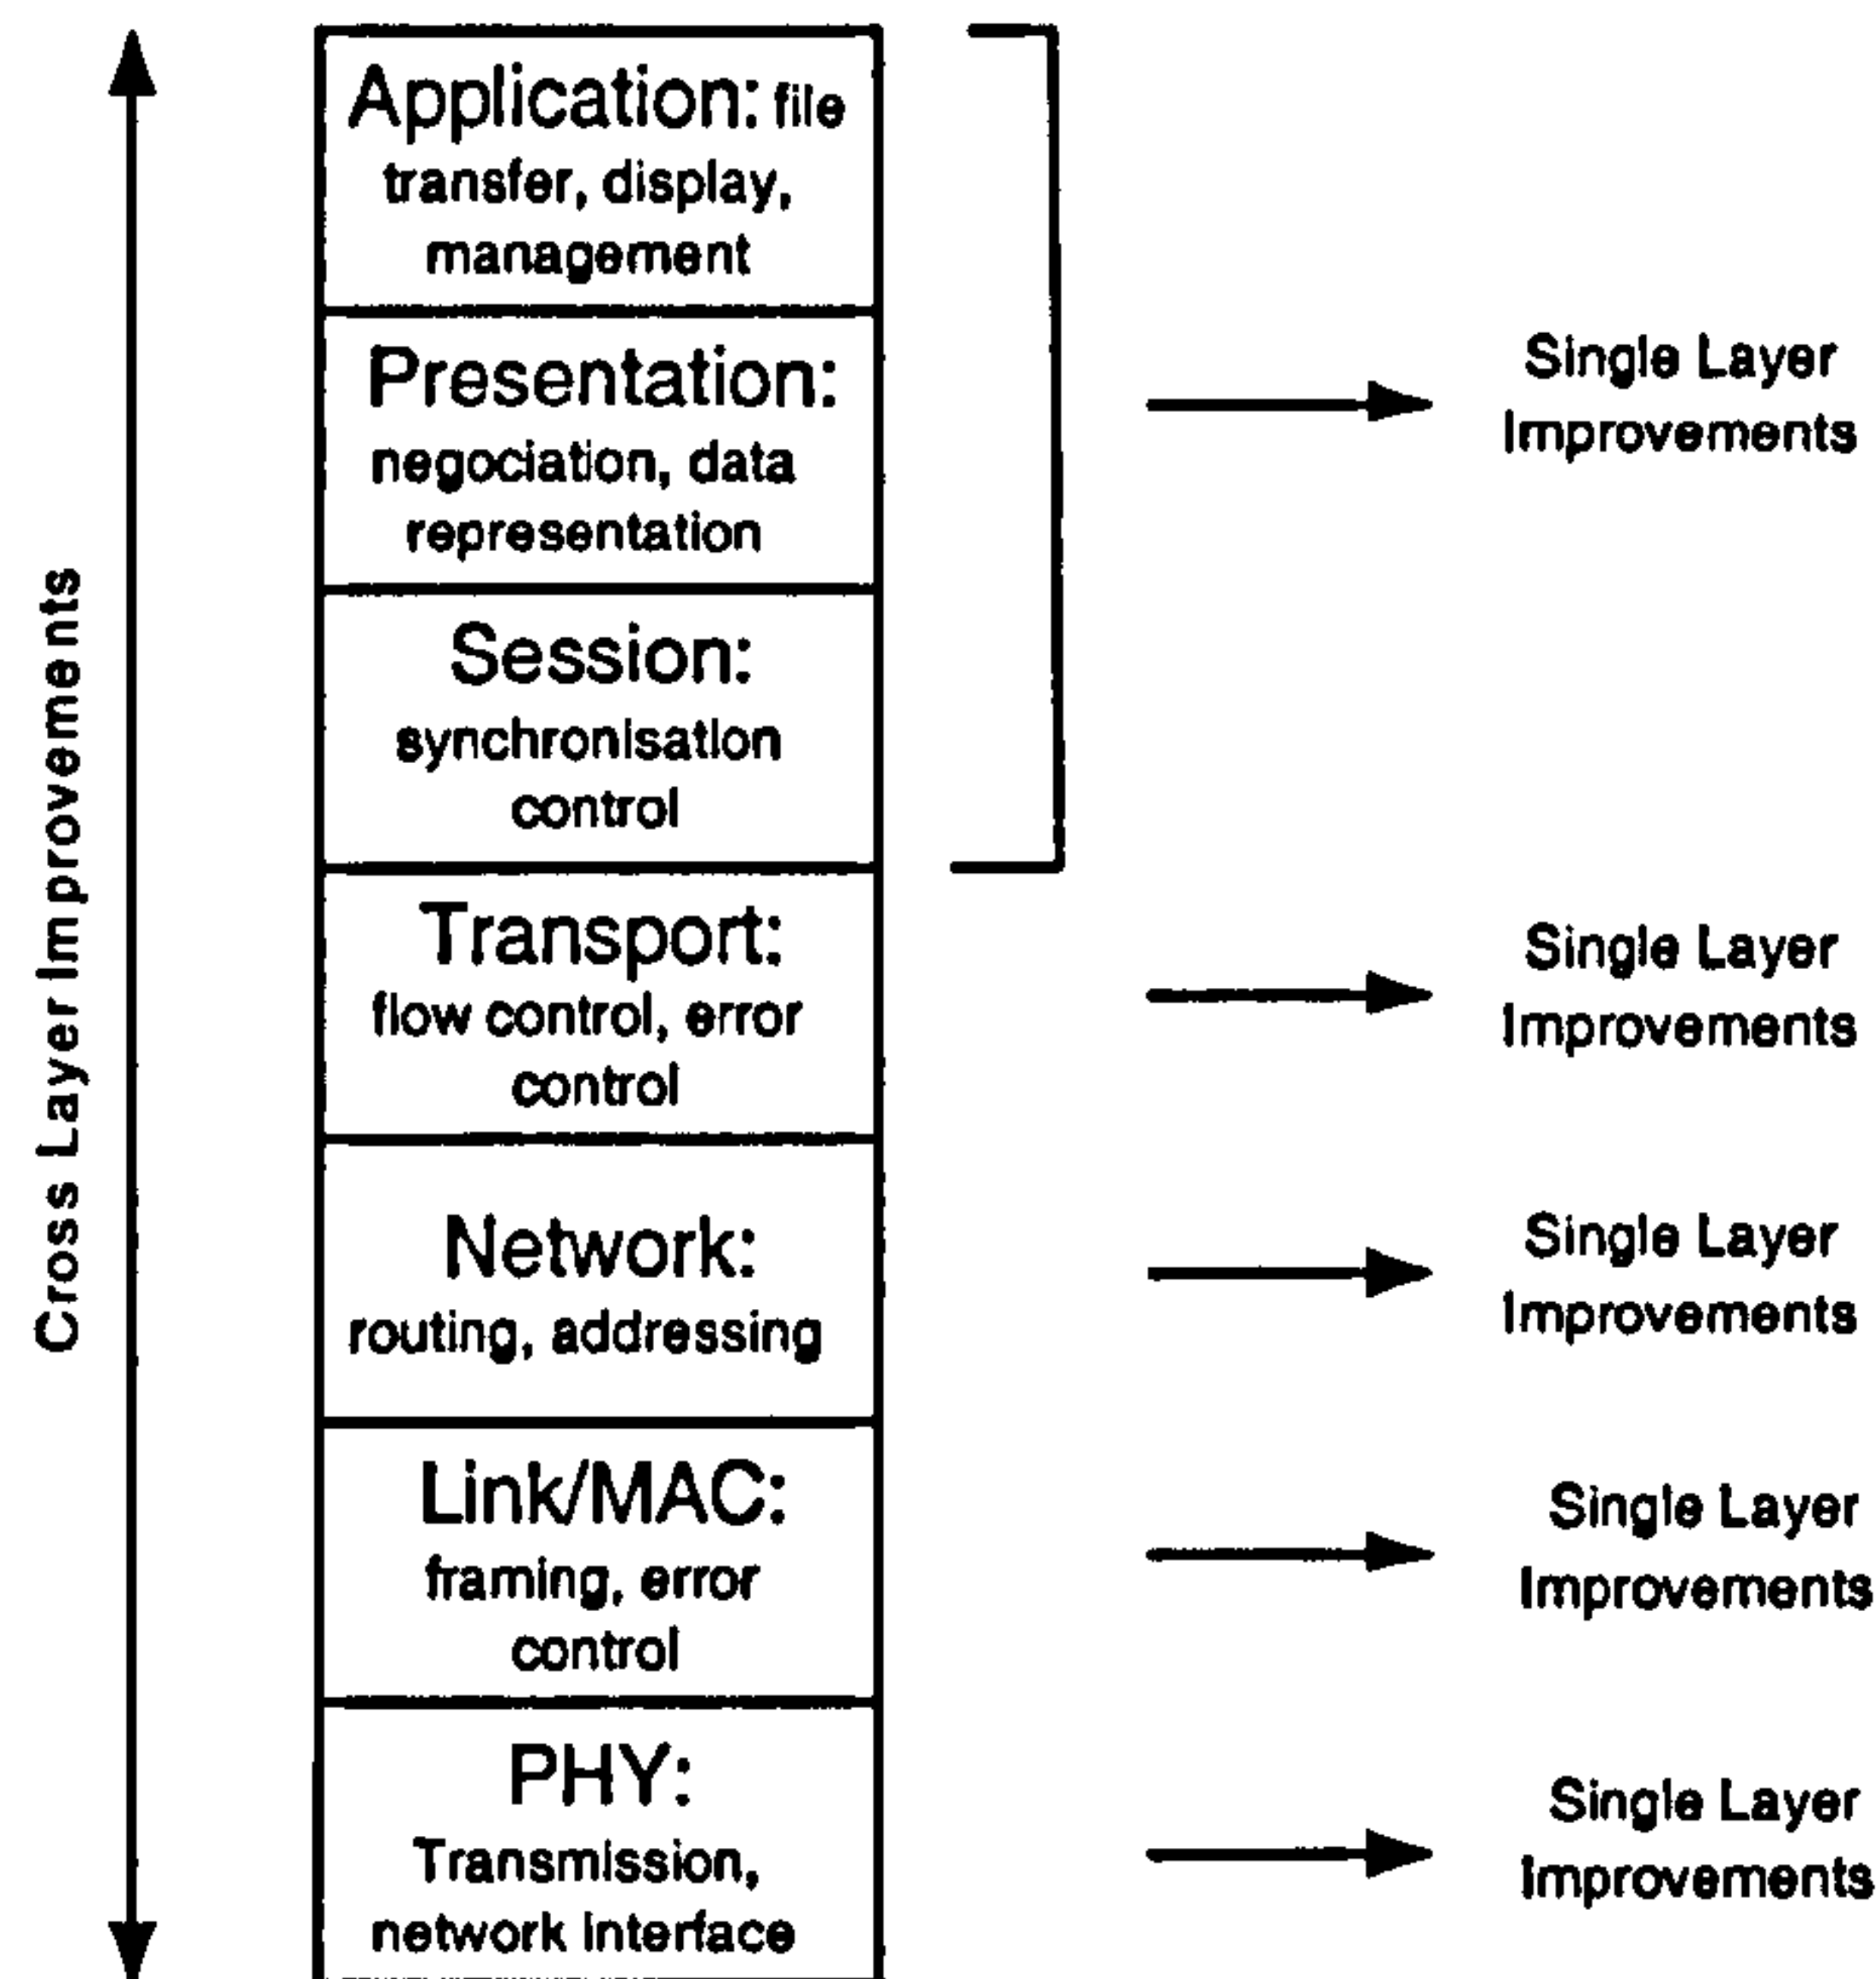 Cross Layer Improvements
Application: file
transfer, display,
management
Presentation:
negociation, data
representation
Session:
synchronisation
control
Transport:
flow control, error
control
Network:
routing, addressing
Link/MAC:
framing, error
control
PHY:
Transmission,
network interface
Single Layer
Improvements
Single Layer
Improvements
Single Layer
Improvements
Single Layer
Improvements
Single Layer
Improvements